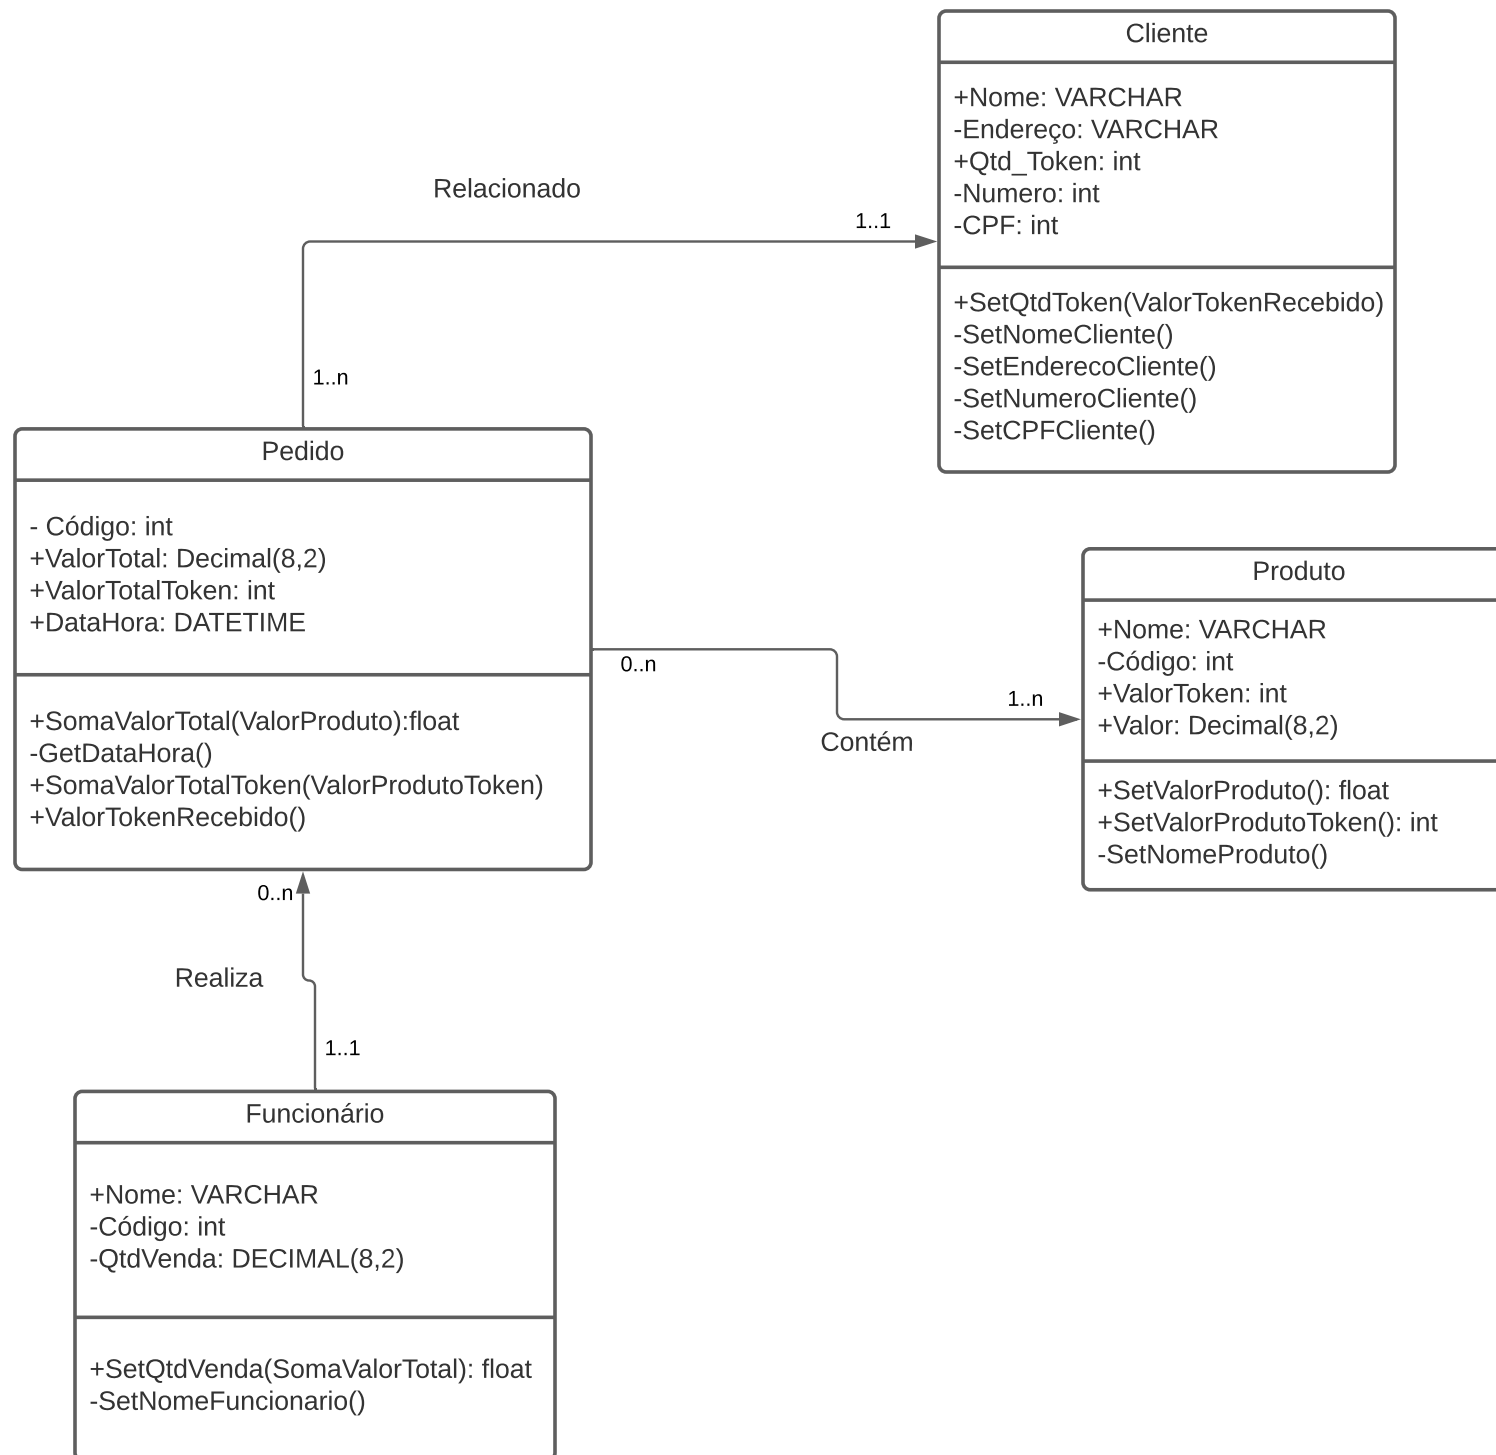 Cliente
+Nome: VARCHAR
-Endereço: VARCHAR
+Qtd_Token: int
-Numero: int
-CPF: int
+SetQtdToken(ValorTokenRecebido)
-SetNomeCliente()
-SetEnderecoCliente()
-SetNumeroCliente()
-SetCPFCliente()
Relacionado
1..1
1..n
Pedido
- Código: int
+ValorTotal: Decimal(8,2)
+ValorTotalToken: int
+DataHora: DATETIME
+SomaValorTotal(ValorProduto):float
-GetDataHora()
+SomaValorTotalToken(ValorProdutoToken)
+ValorTokenRecebido()
0..n
1..n
Contém
Produto
+Nome: VARCHAR
-Código: int
+ValorToken: int
+Valor: Decimal(8,2)
+SetValorProduto(): float
+SetValorProdutoToken(): int
-SetNomeProduto()
0..n
Realiza
1..1
Funcionário
+Nome: VARCHAR
-Código: int
-QtdVenda: DECIMAL(8,2)
+SetQtdVenda(SomaValorTotal): float
-SetNomeFuncionario()